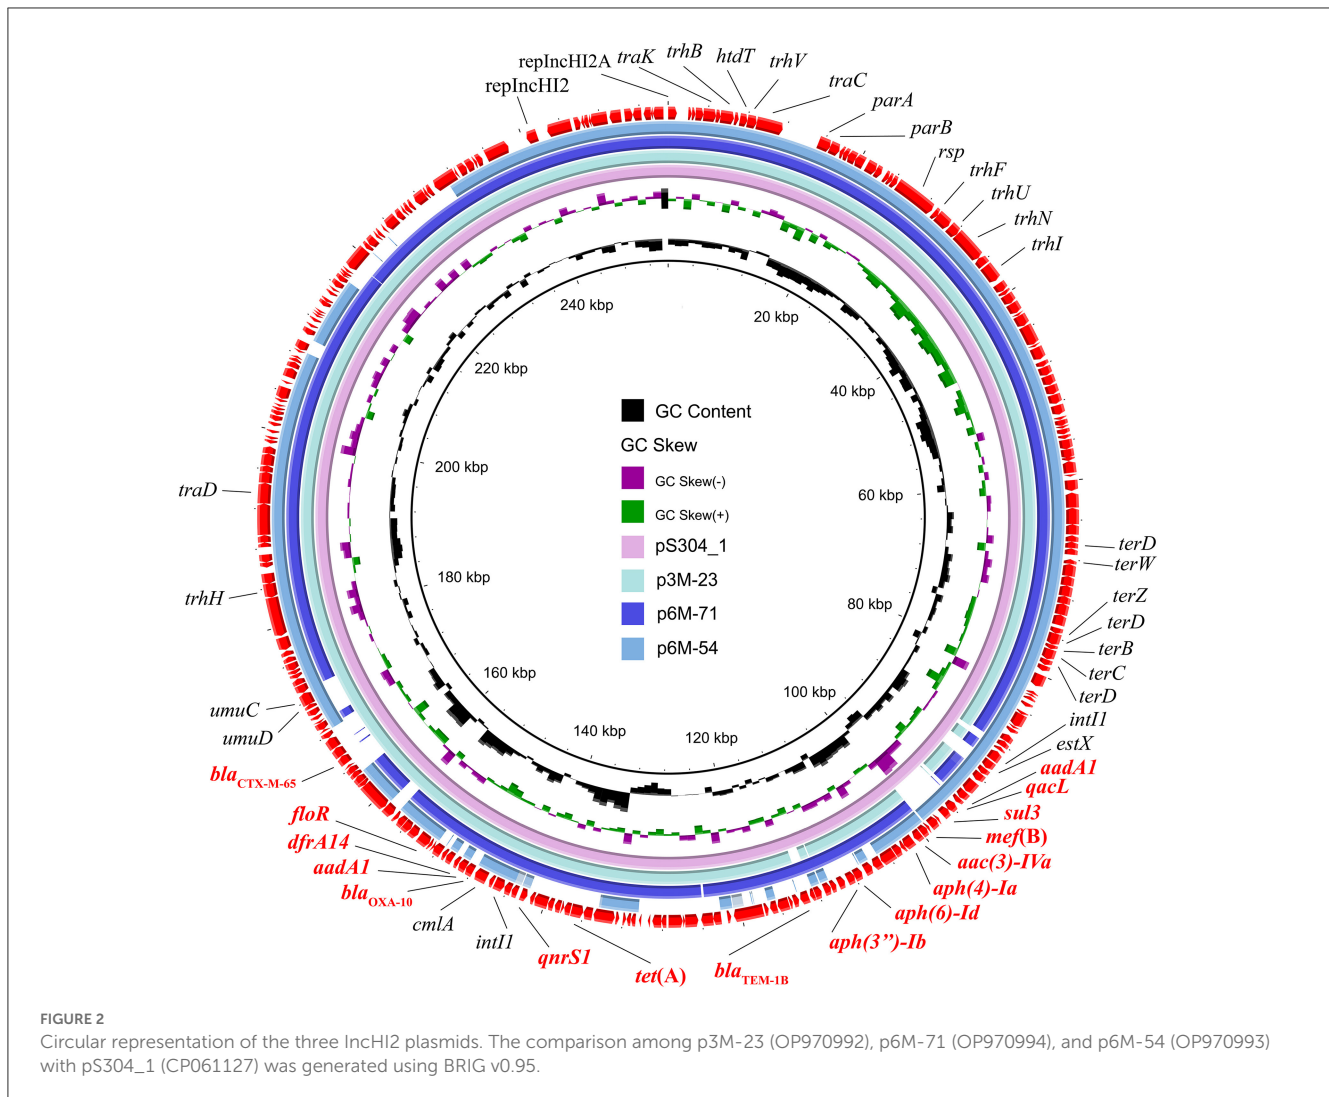 repIncHI2
repIncHI2A
traK
trhB
htdT
trhV
traC
parA
parB
rsp
trhF
trhU
trhN
trhI
terD
terW
terZ
terD
terB
terC
terD
intI1
estX
aadA1
qacL
sul3
mef(B)
aac(3)-IVa
aph(4)-Ia
aph(6)-Id
aph(3”)-Ib
blaTEM-1B
tet(A)
qnrS1
intI1
cmlA
blaOXA-10
aadA1
dfrA14
floR
blaCTX-M-65
umuD
umuC
trhH
traD
20 kbp
40 kbp
60 kbp
80 kbp
100 kbp
120 kbp
140 kbp
160 kbp
180 kbp
200 kbp
220 kbp
240 kbp
GC Content
GC Skew
GC Skew(-)
GC Skew(+)
pS304_1
p3M-23
p6M-71
p6M-54
FIGURE 2
Circular representation of the three IncHI2 plasmids. The comparison among p3M-23 (OP970992), p6M-71 (OP970994), and p6M-54 (OP970993)
with pS304_1 (CP061127) was generated using BRIG v0.95.